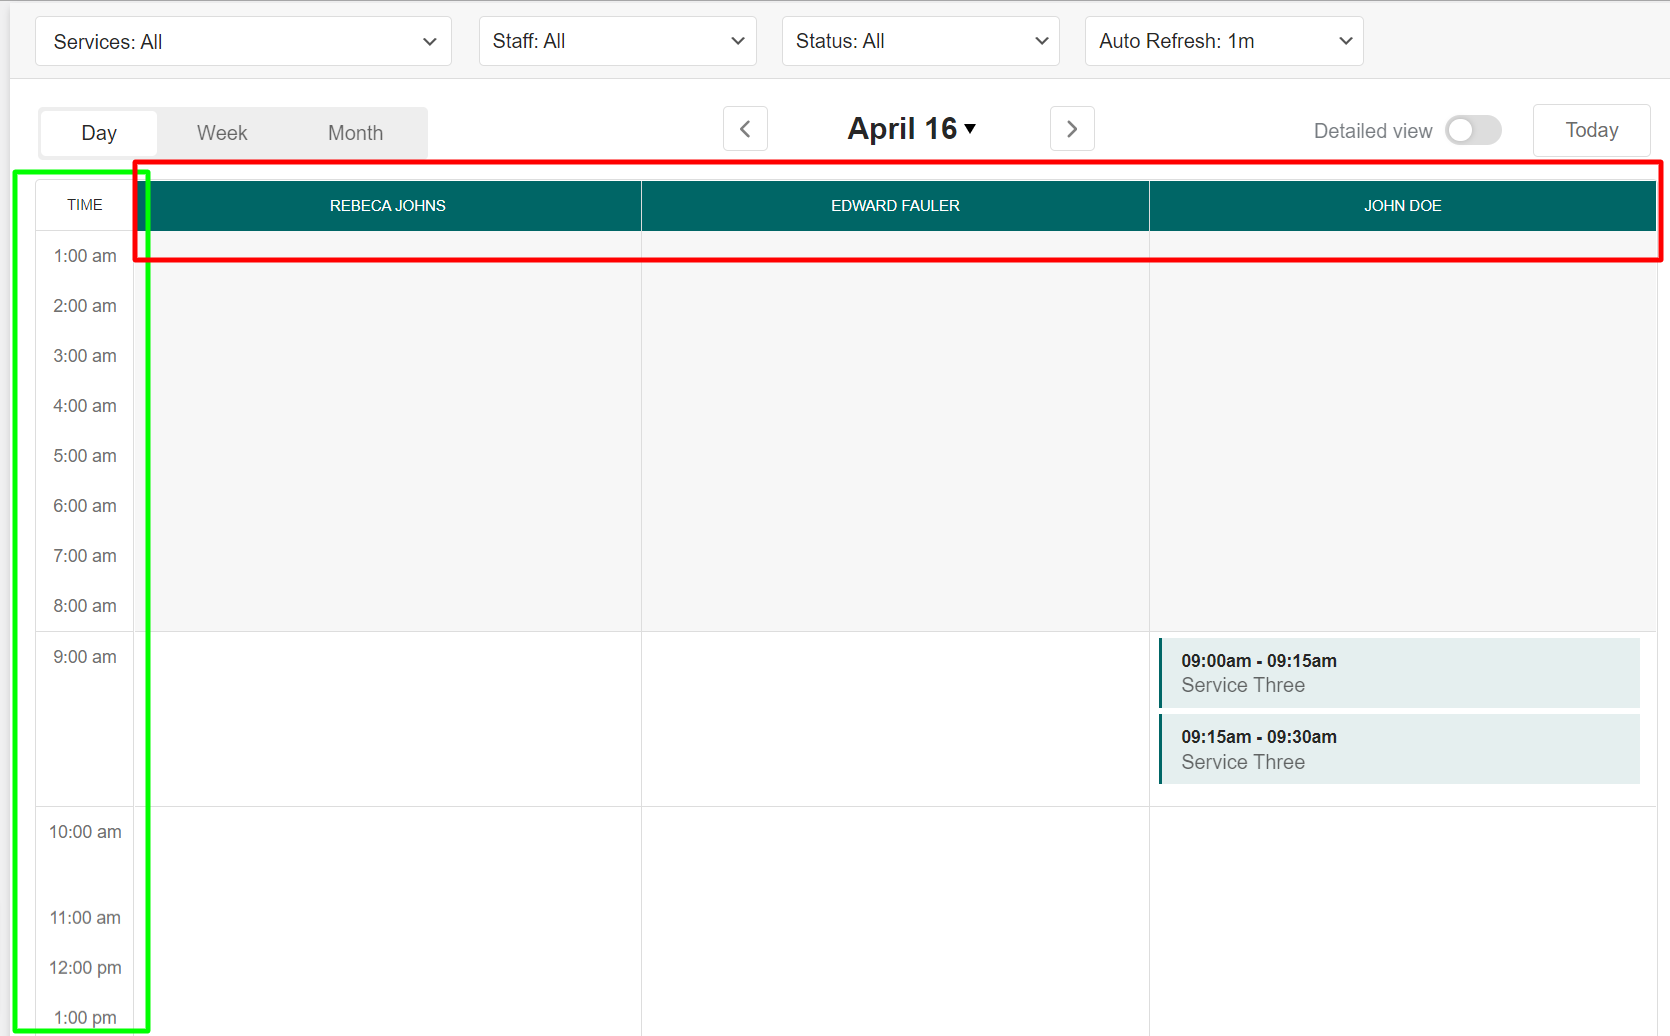 Services: All
Staff: All
Status: All
Auto Refresh: 1m
Day
Week
Month
April 16
Detailed view
Today
TIME
REBECA JOHNS
EDWARD FAULER
JOHN DOE
1:00 am
2:00 am
3:00 am
4:00 am
5:00 am
6:00 am
7:00 am
8:00 am
9:00 am
09:00am - 09:15am
Service Three
09:15am - 09:30am
Service Three
10:00 am
11:00 am
12:00 pm
1:00 pm